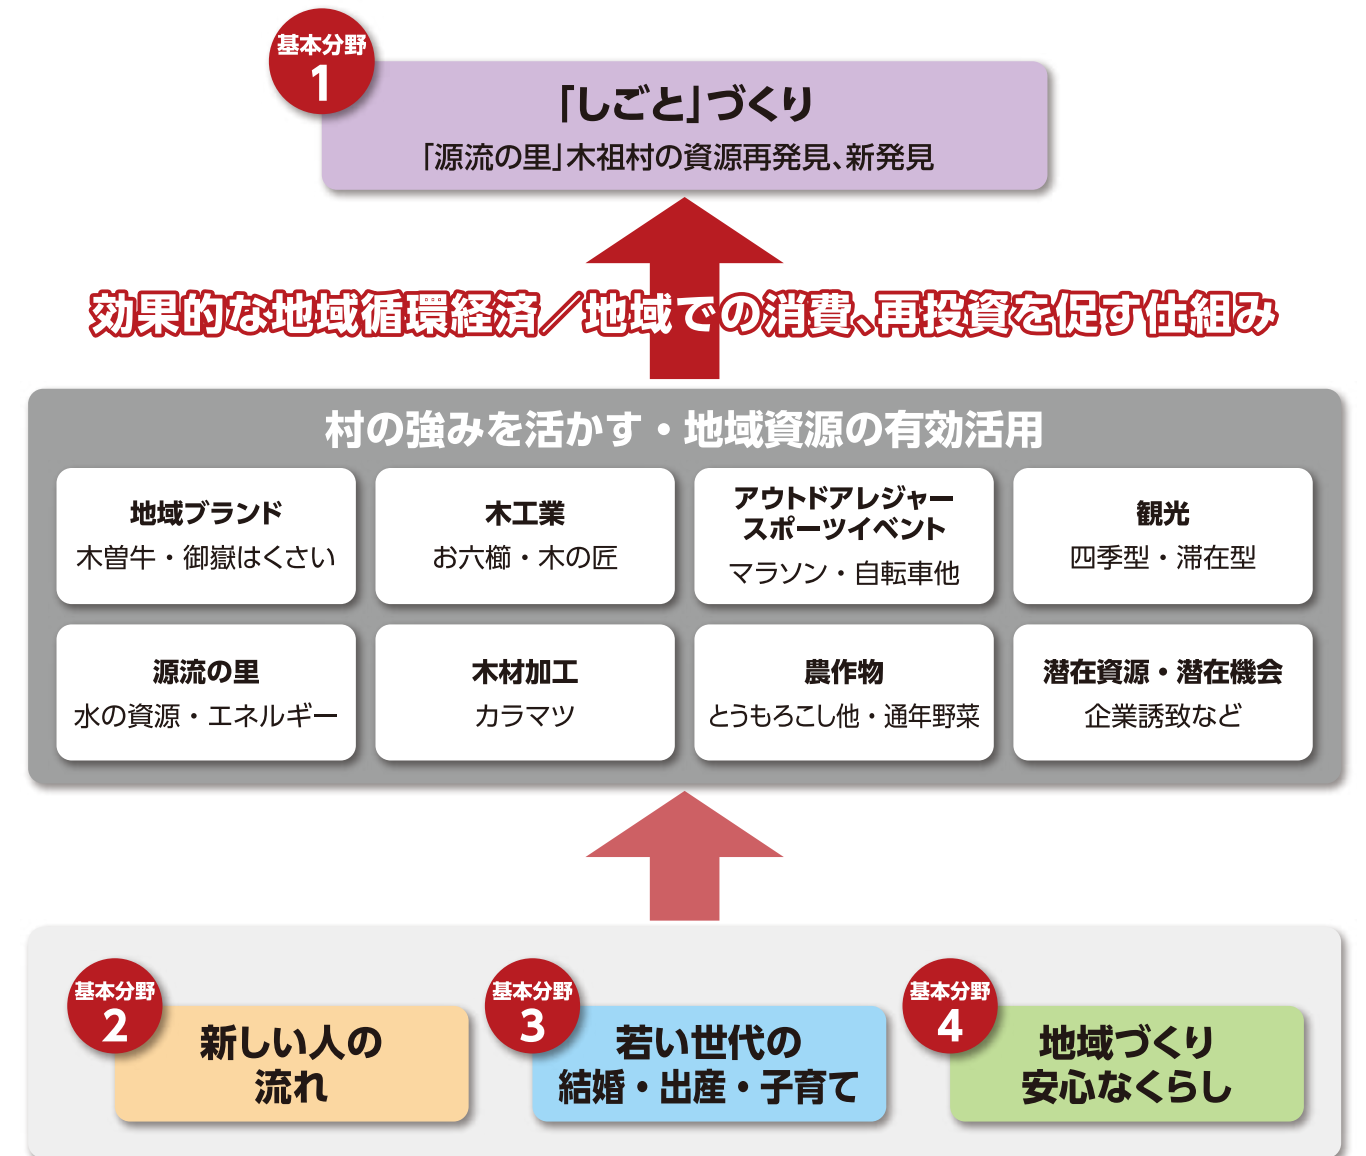 基本分野
1
「しごと」づくり
「源流の里」木祖村の資源再発見、新発見
効果的な地域循環経済／地域での消費、再投資を促す仕組み
村の強みを活かす・地域資源の有効活用
地域ブランド
木曽牛・御嶽はくさい
木工業
お六櫛・木の匠
アウトドアレジャー
スポーツイベント
マラソン・自転車他
観光
四季型・滞在型
源流の里
水の資源・エネルギー
木材加工
カラマツ
農作物
とうもろこし他・通年野菜
潜在資源・潜在機会
企業誘致など
基本分野
2
新しい人の
流れ
基本分野
3
若い世代の
結婚・出産・子育て
基本分野
4
地域づくり
安心なくらし